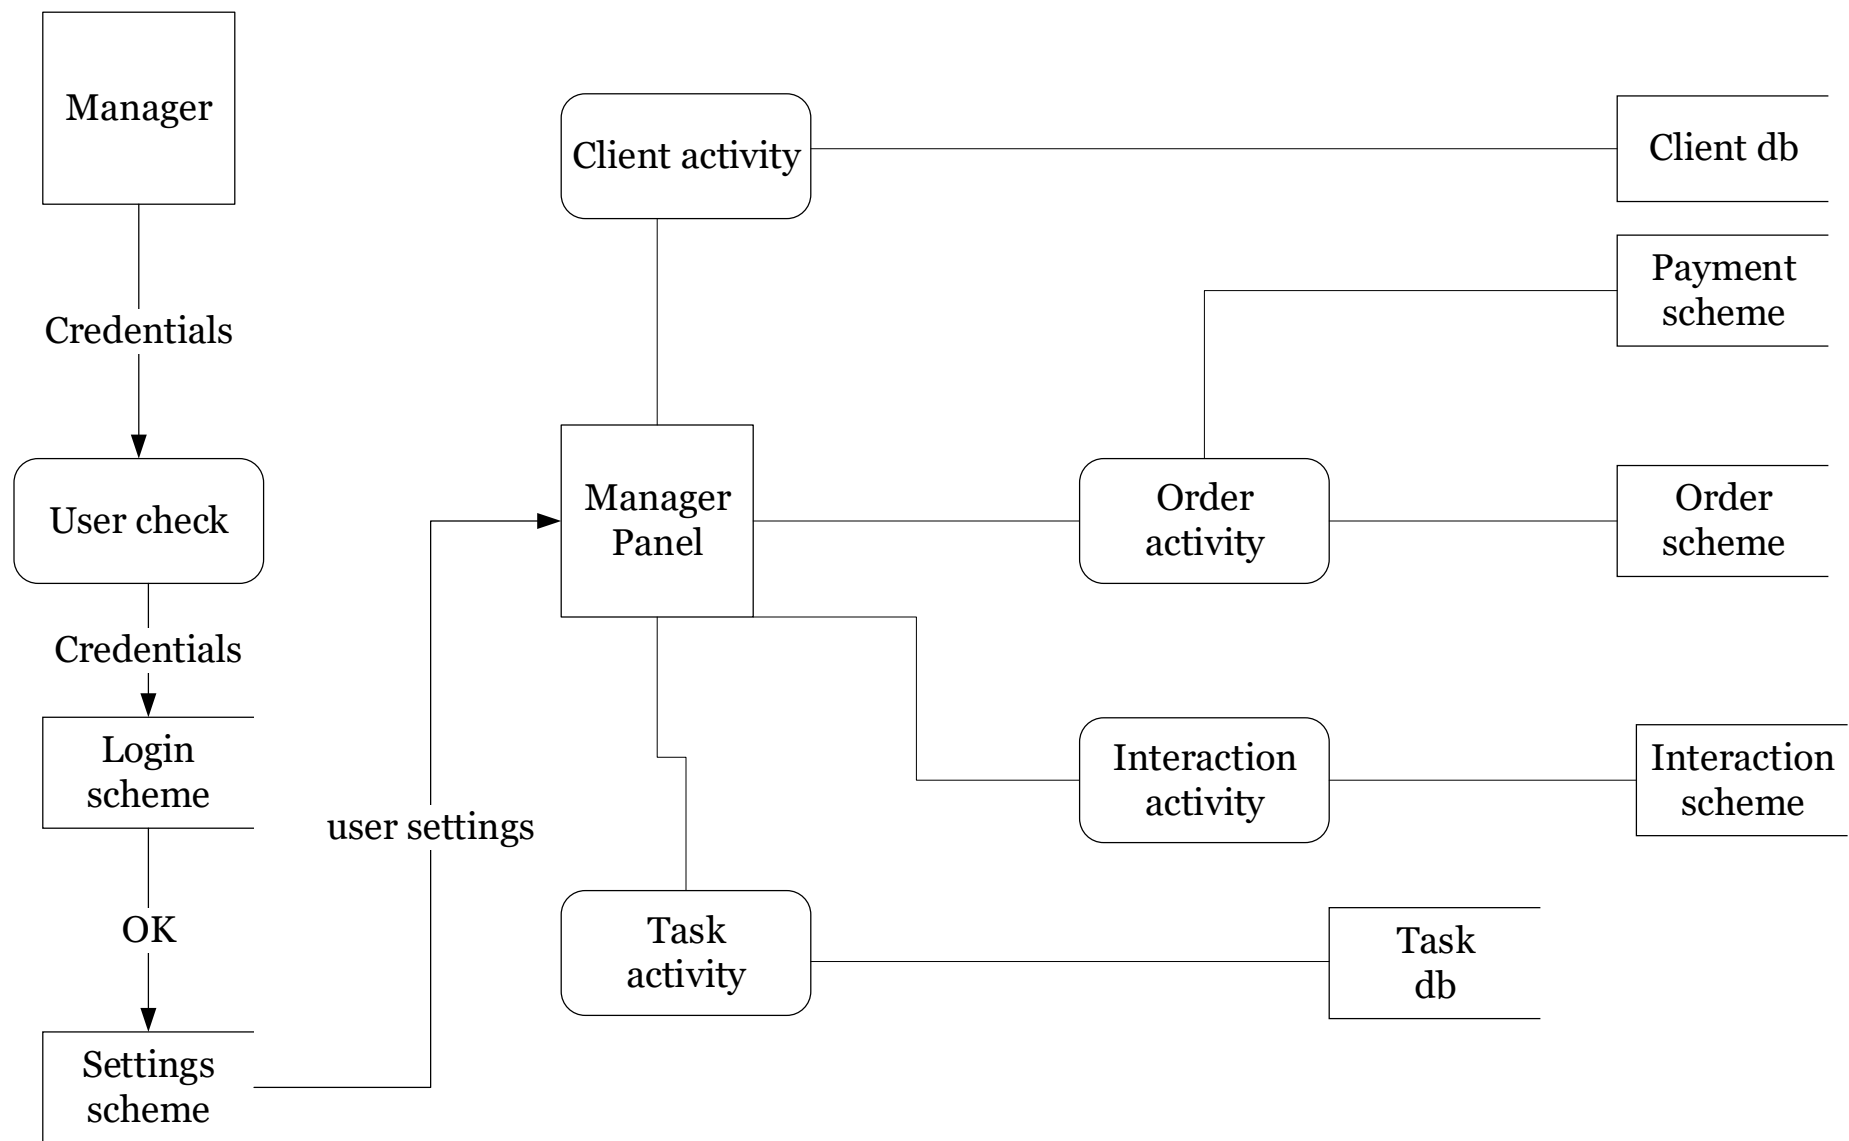 Manager
Credentials
User check
Credentials
Login
scheme
OK
Settings
scheme
user settings
Client activity
Manager
Panel
Task
activity
Order
activity
Interaction
activity
Client db
Payment
scheme
Order
scheme
Interaction
scheme
Task
db